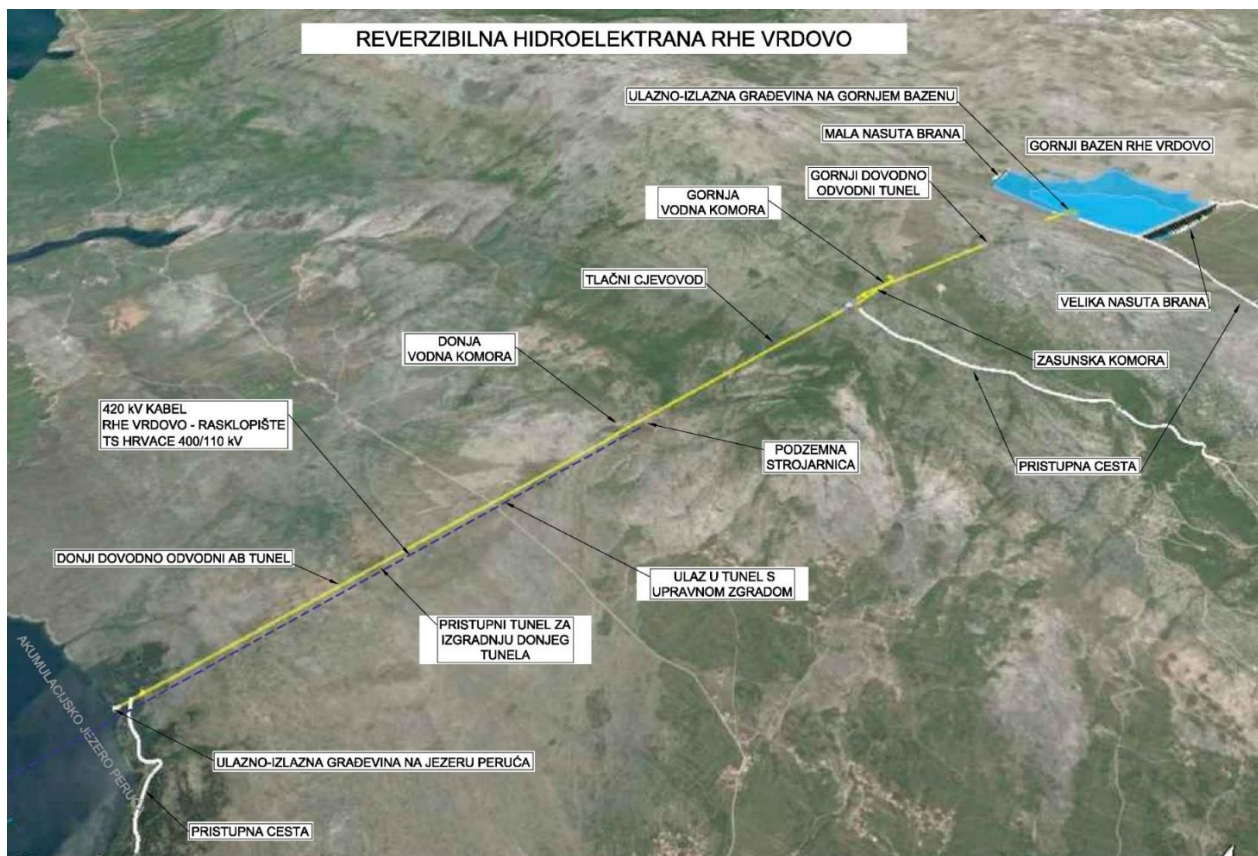 REVERZIBILNA HIDROELEKTRANA RHE VRDOVO
ULAZNO-IZLAZNA GRAĐEVINA NA GORNJEM BAZENU
MALA NASUTA BRANA
GORNJI BAZEN RHE VRDOVO
GORNJI DOVODNO
ODVODNI TUNEL
GORNJA
VODNA KOMORA
TLAČNI CJEVOVOD
VELIKA NASUTA BRANA
DONJA
VODNA KOMORA
ZASUNSKA KOMORA
420 kV KABEL
RHE VRDOVO - RASKLOPIŠTE
TS HRVACE 400/110 kV
PODZEMNA
STROJARNICA
PRISTUPNA CESTA
DONJI DOVODNO ODVODNI AB TUNEL
ULAZ U TUNEL S
UPRAVNOM ZGRADOM
PRISTUPNI TUNEL ZA
IZGRADNJU DONJEG
TUNELA
AKUMULACIJSKO JEZERO PERUĆA
ULAZNO-IZLAZNA GRAĐEVINA NA JEZERU PERUĆA
PRISTUPNA CESTA